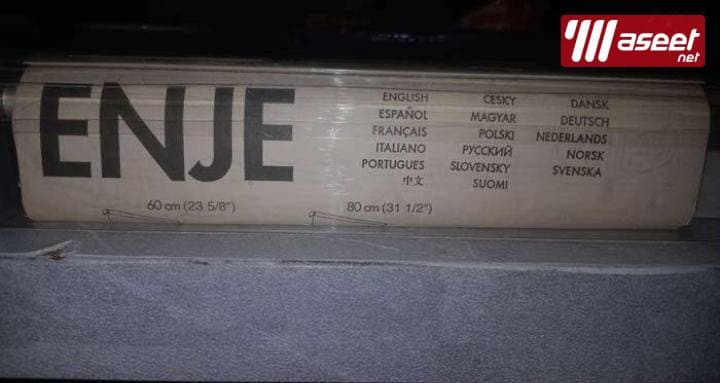 aseet
net
ENJE
ENGLISH
ESPAÑOL
FRANÇAIS
ITALIANO
PORTUGUES
中文
ČESKY
MAGYAR
POLSKI
РУССКИЙ
SLOVENSKY
SUOMI
DANSK
DEUTSCH
NEDERLANDS
NORSK
SVENSKA
60 cm (23 5/8")
80 cm (31 1/2")